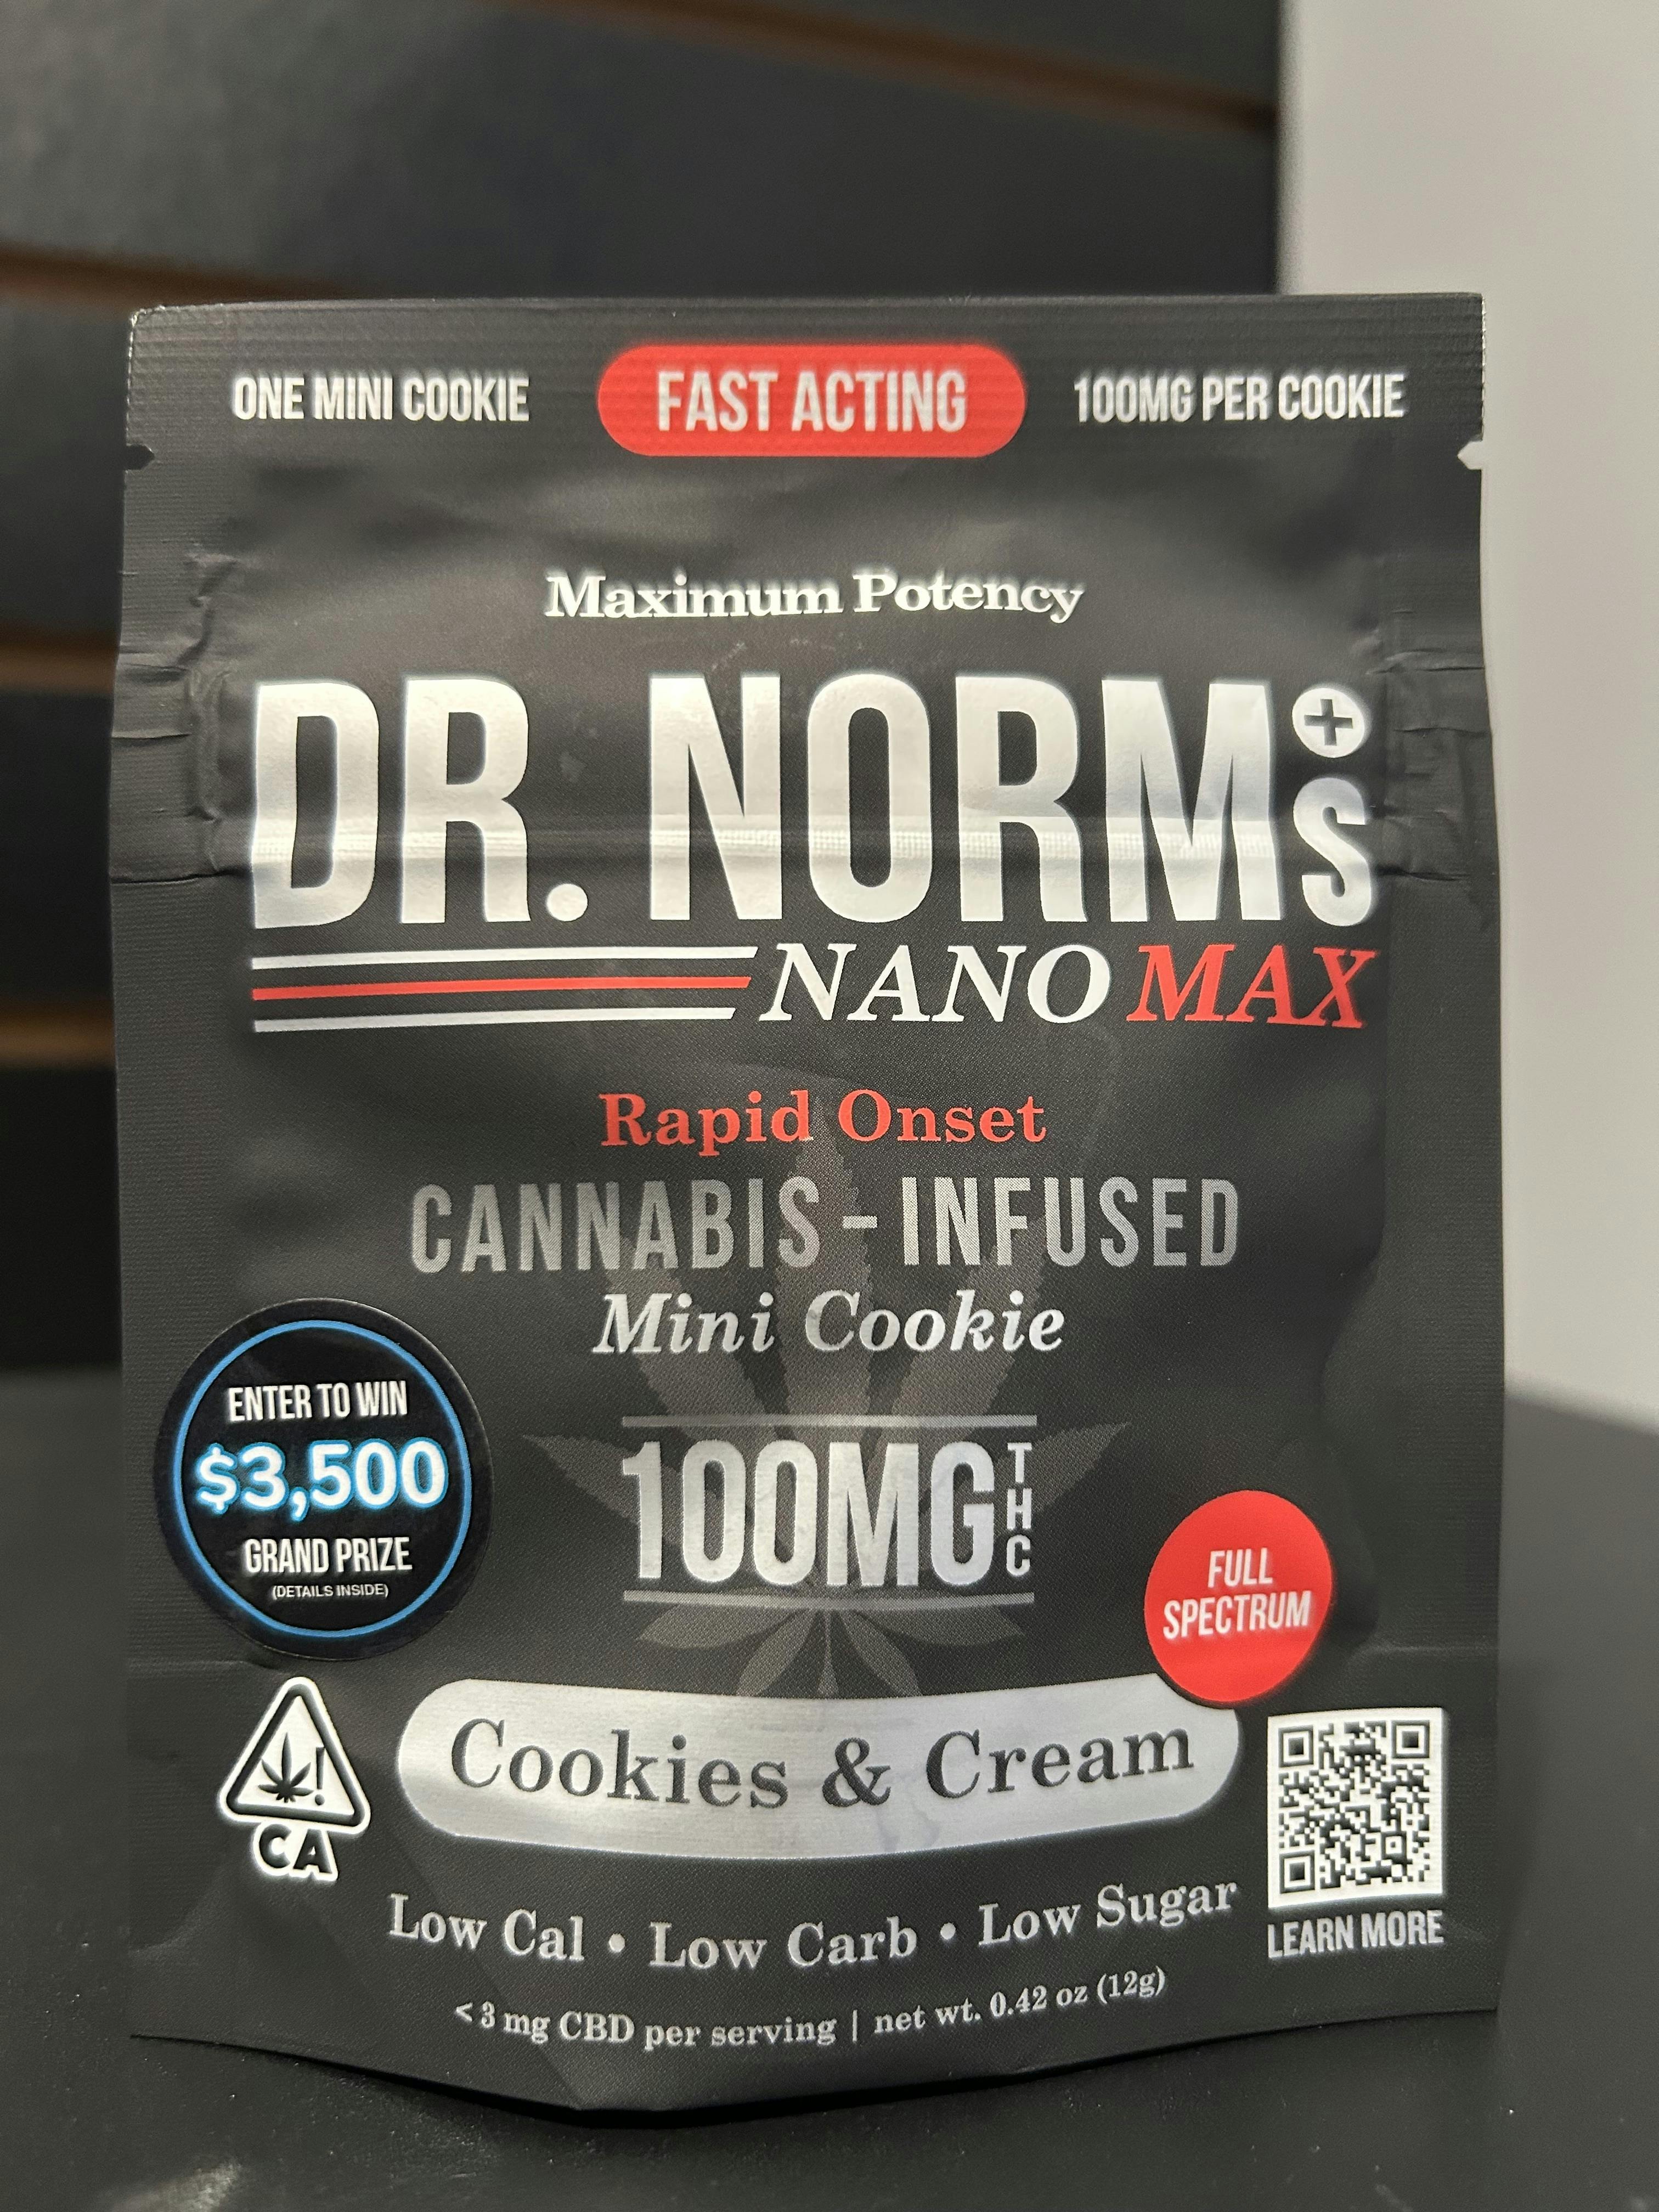 ONE MINI COOKIE
FAST ACTING
100MG PER COOKIE
Maximum Potency
DR. NORMS
NANO MAX
Rapid Onset
CANNABIS - INFUSED
Mini Cookie
ENTER TO WIN
$3,500
GRAND PRIZE
(DETAILS INSIDE)
100MG THC
FULL
SPECTRUM
!
CA
Cookies & Cream
LEARN MORE
Low Cal • Low Carb • Low Sugar
< 3 mg CBD per serving | net wt. 0.42 oz (12g)